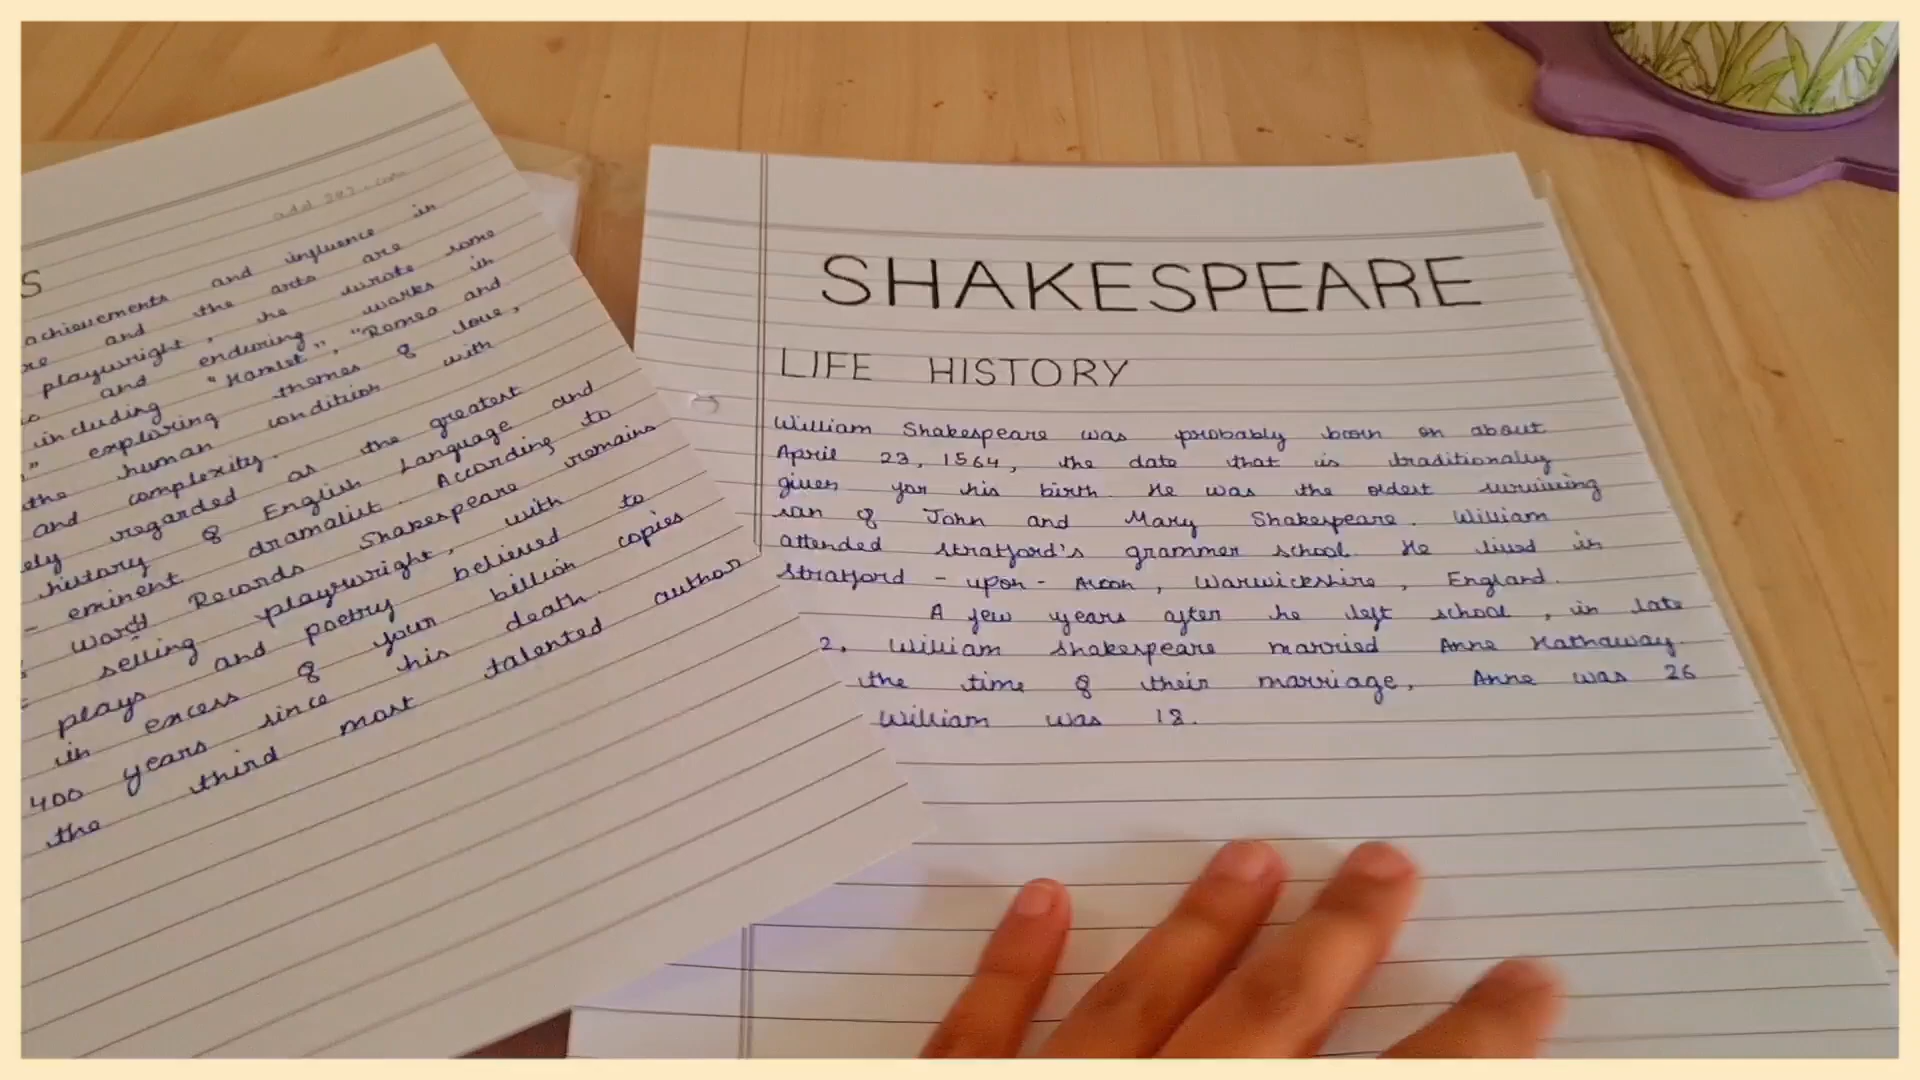 add 247.com
S
achievements and influence in
and the arts are
playwright, he wrote some
and enduring works in
including "Hamlet", "Romeo and
" exploring themes of love,
the human condition with
and complexity.
regarded as the greatest
history of English Language and
- eminent dramalist. According to
Records Shakespeare remains
selling playwright, with
plays and poetry believed to
in excess of four billion copies
400 years since his death.
the third most talented author
SHAKESPEARE
LIFE HISTORY
William Shakespeare was probably born on about
April 23, 1564, the date that is traditionally
given for his birth. He was the oldest surviving
son of John and Mary Shakespeare. William
attended stratford's grammer school. He lived in
Stratford - upon - Avon, Warwickshire, England.
A few years after he left school, in late
2, William Shakespeare married Anne Hathaway.
the time of their marriage, Anne was 26
William was 18.